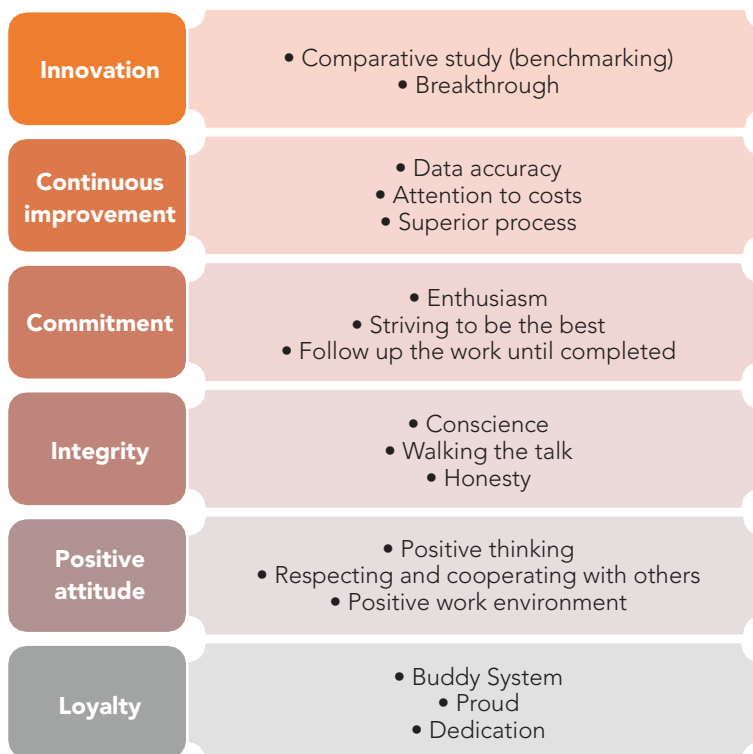 Innovation
• Comparative study (benchmarking)
• Breakthrough
Continuous
improvement
• Data accuracy
• Attention to costs
• Superior process
Commitment
• Enthusiasm
• Striving to be the best
• Follow up the work until completed
Integrity
• Conscience
• Walking the talk
• Honesty
Positive
attitude
• Positive thinking
• Respecting and cooperating with others
• Positive work environment
Loyalty
• Buddy System
• Proud
• Dedication